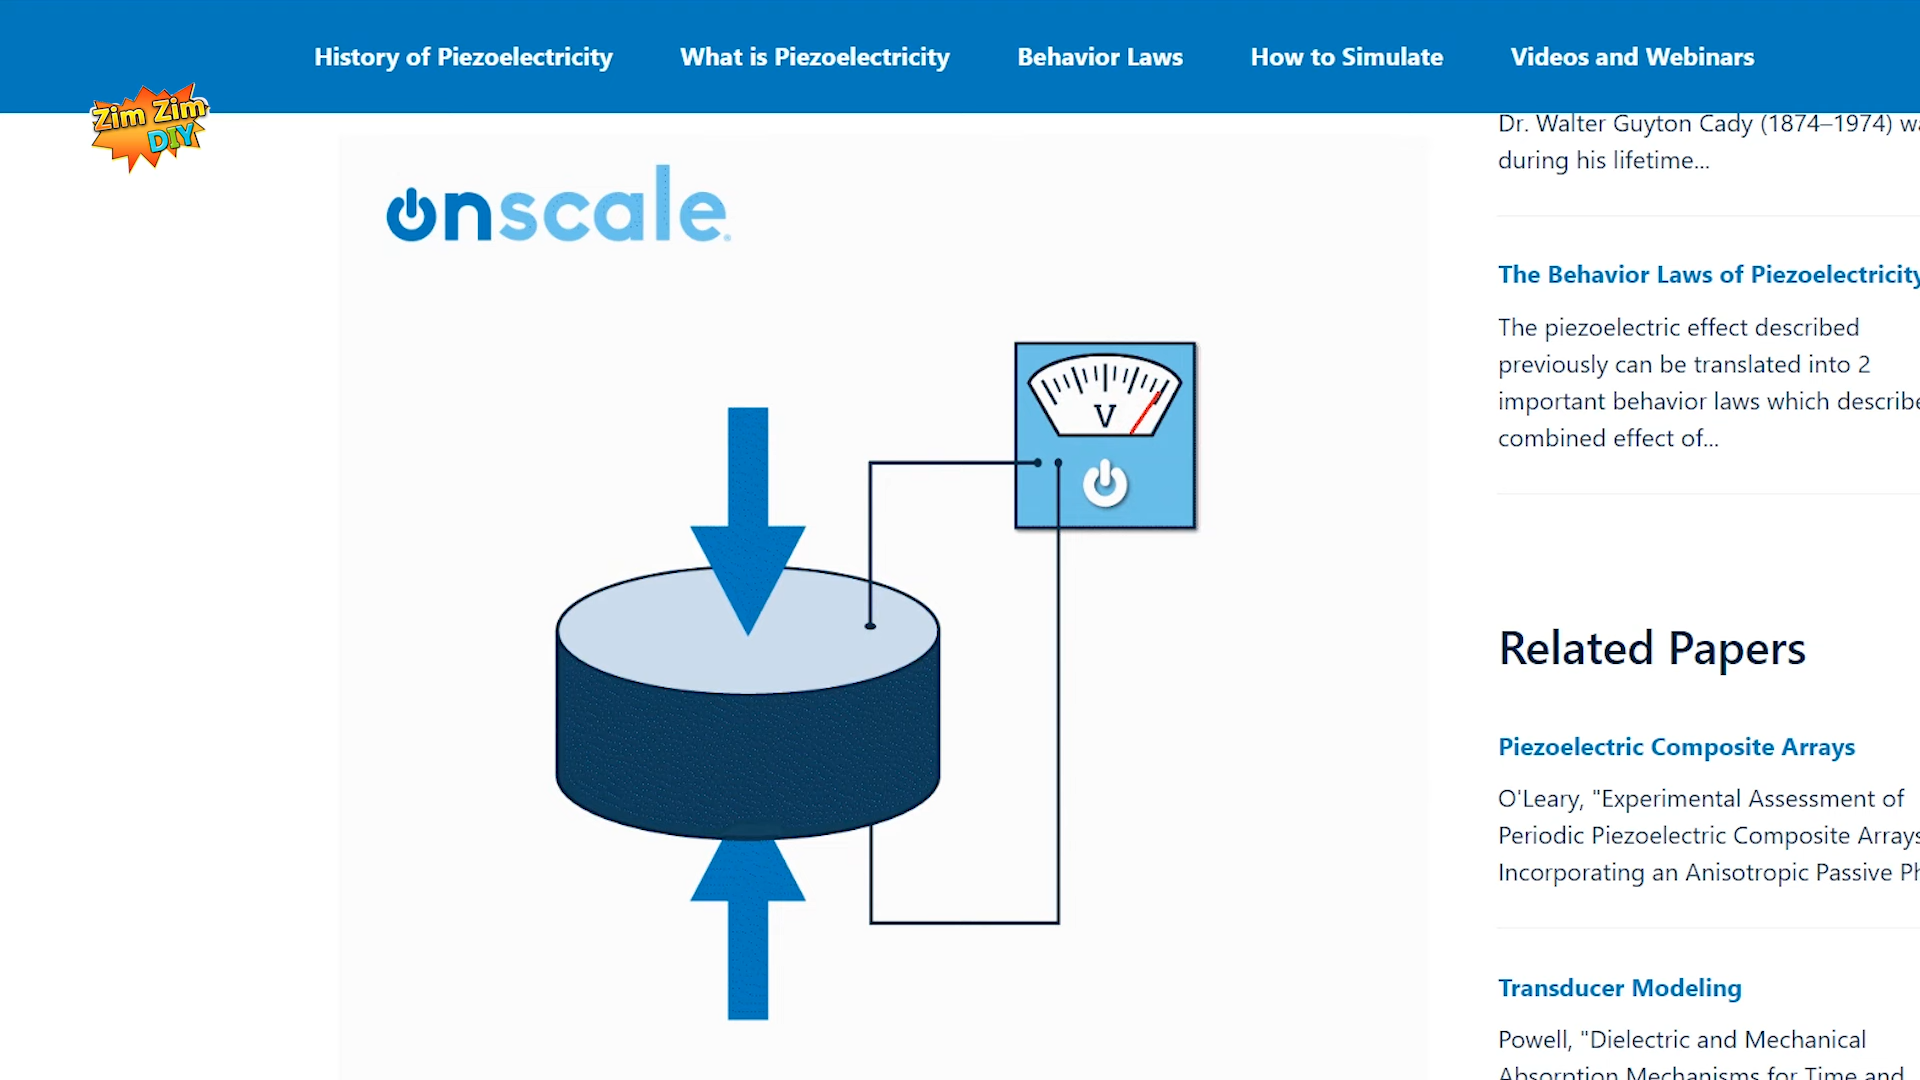 History of Piezoelectricity
What is Piezoelectricity
Behavior Laws
How to Simulate
Videos and Webinars
Zim Zim
DIY
onscale
V
Dr. Walter Guyton Cady (1874–1974)
during his lifetime...
The Behavior Laws of Piezoelectricity
The piezoelectric effect described
previously can be translated into 2
important behavior laws which describe
combined effect of...
Related Papers
Piezoelectric Composite Arrays
O'Leary, "Experimental Assessment of
Periodic Piezoelectric Composite Arrays
Incorporating an Anisotropic Passive
Transducer Modeling
Powell, "Dielectric and Mechanical
Absorption Mechanisms for Time and